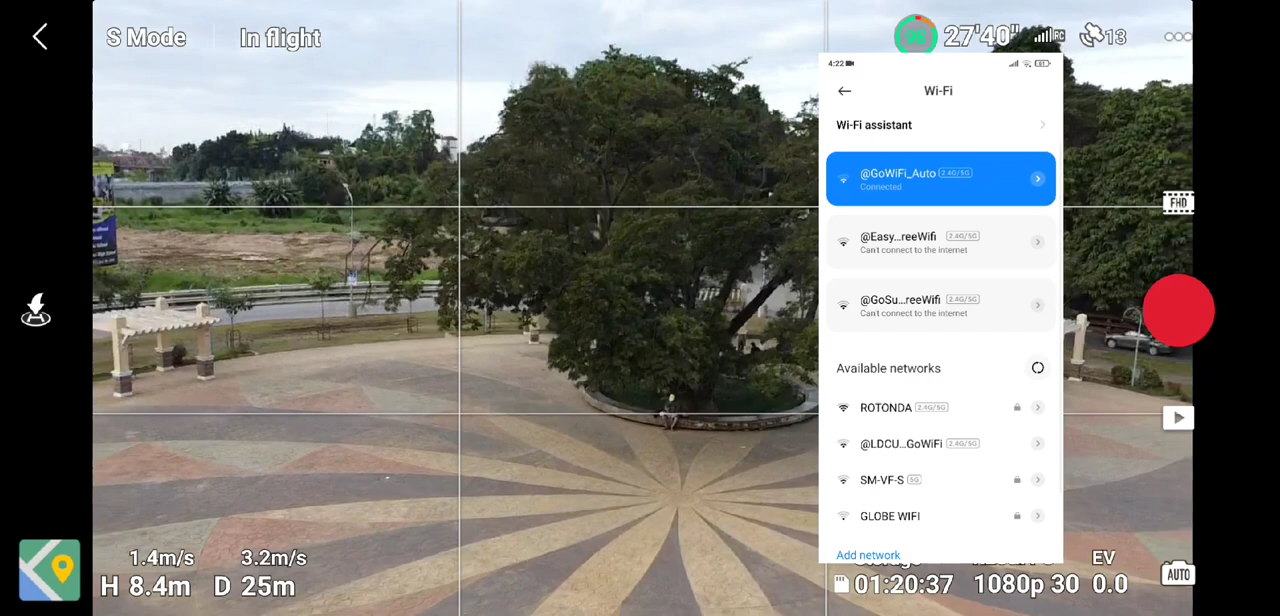 S Mode
In flight
96
27'40"
RC
13
4:22
61
Wi-Fi
Wi-Fi assistant
@GoWiFi_Auto 2.4G/5G
Connected
@Easy...reeWifi 2.4G/5G
Can't connect to the internet
@GoSu...reeWifi 2.4G/5G
Can't connect to the internet
FHD
Available networks
ROTONDA 2.4G/5G
@LDCU...GoWiFi 2.4G/5G
SM-VF-S 5G
GLOBE WIFI
Add network
1.4m/s
3.2m/s
EV
H 8.4m
D 25m
01:20:37
1080p 30
0.0
AUTO